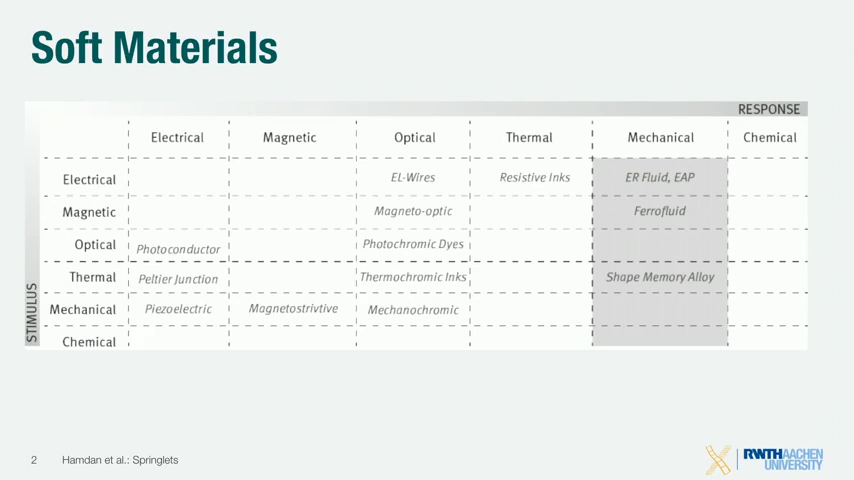 Soft Materials
RESPONSE
Electrical Magnetic Optical Thermal Mechanical Chemical
Electrical EL-Wires Resistive Inks ER Fluid, EAP
Magnetic Magneto-optic Ferrofluid
Optical Photoconductor Photochromic Dyes
Thermal Peltier Junction Thermochromic Inks Shape Memory Alloy
Mechanical Piezoelectric Magnetostrivtive Mechanochromic
Chemical
STIMULUS
2 Hamdan et al.: Springlets
RWTHAACHEN
UNIVERSITY